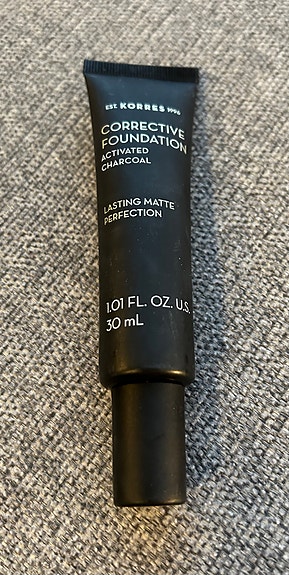 EST. KORRES 1996
CORRECTIVE
FOUNDATION
ACTIVATED
CHARCOAL
LASTING MATTE
PERFECTION
1.01 FL. OZ. U.S.
30 mL